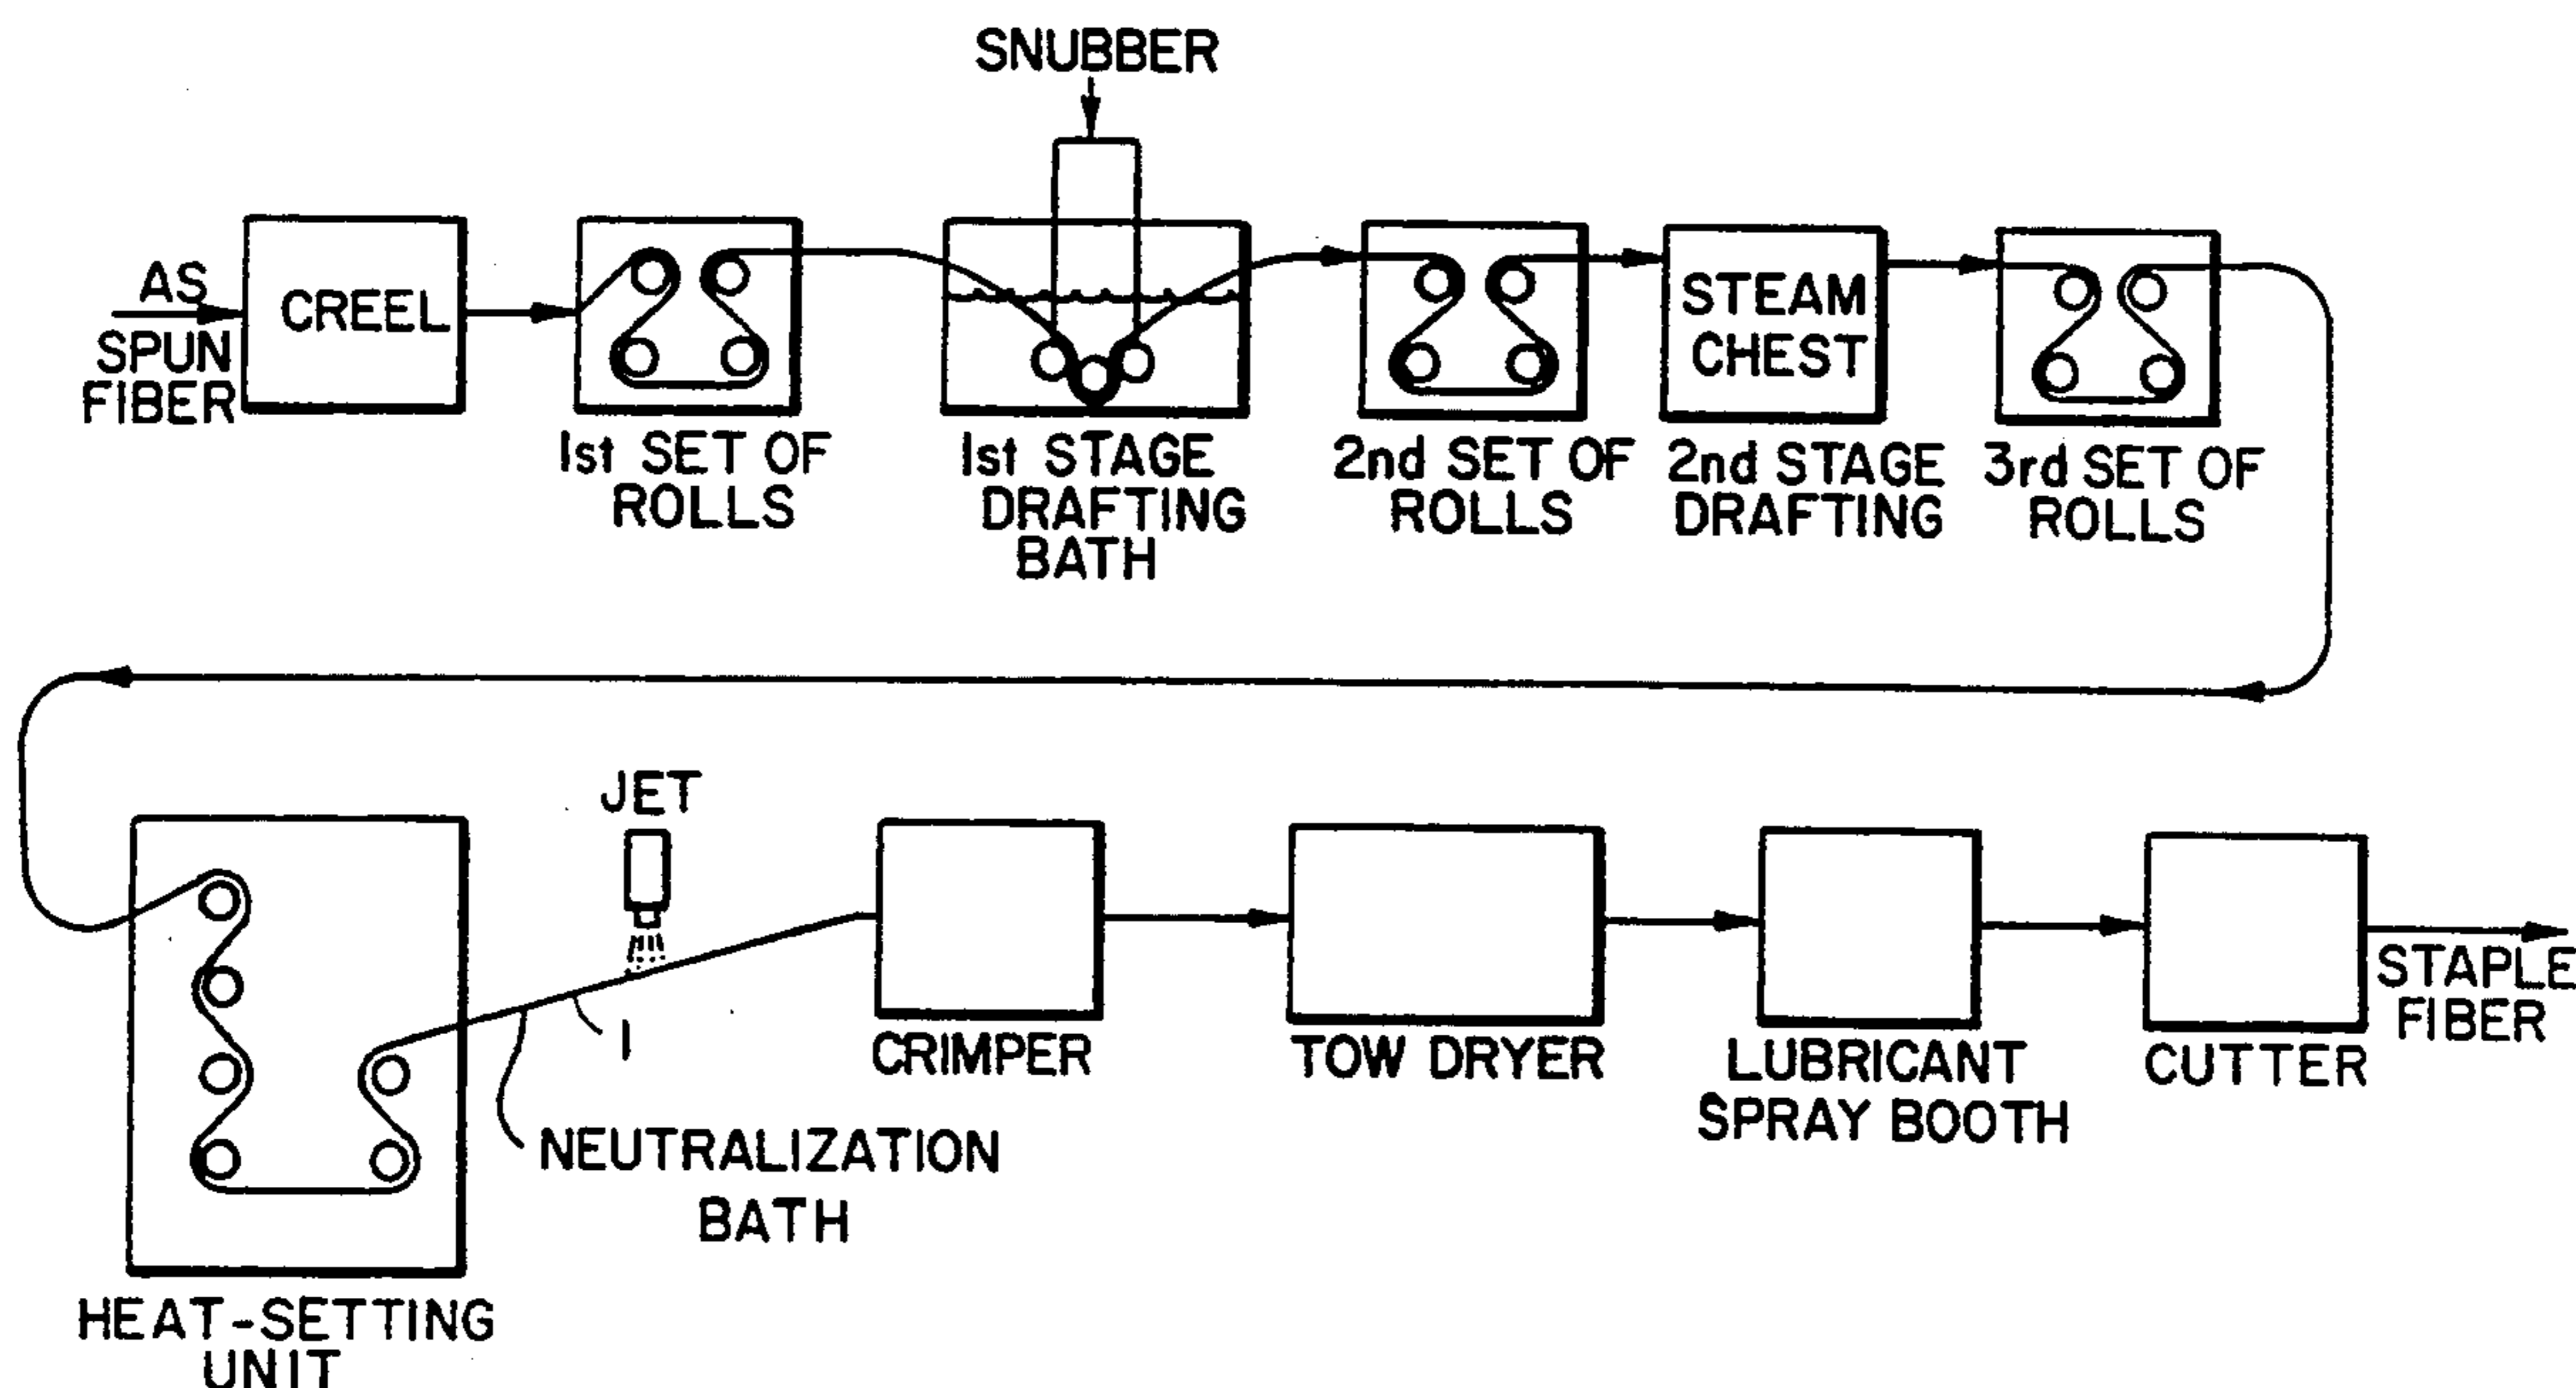 SNUBBER
AS
SPUN
FIBER
CREEL
1st SET OF
ROLLS
1st STAGE
DRAFTING
BATH
2nd SET OF
ROLLS
STEAM
CHEST
2nd STAGE
DRAFTING
3rd SET OF
ROLLS
HEAT-SETTING
UNIT
JET
1
NEUTRALIZATION
BATH
CRIMPER
TOW DRYER
LUBRICANT
SPRAY BOOTH
CUTTER
STAPLE
FIBER